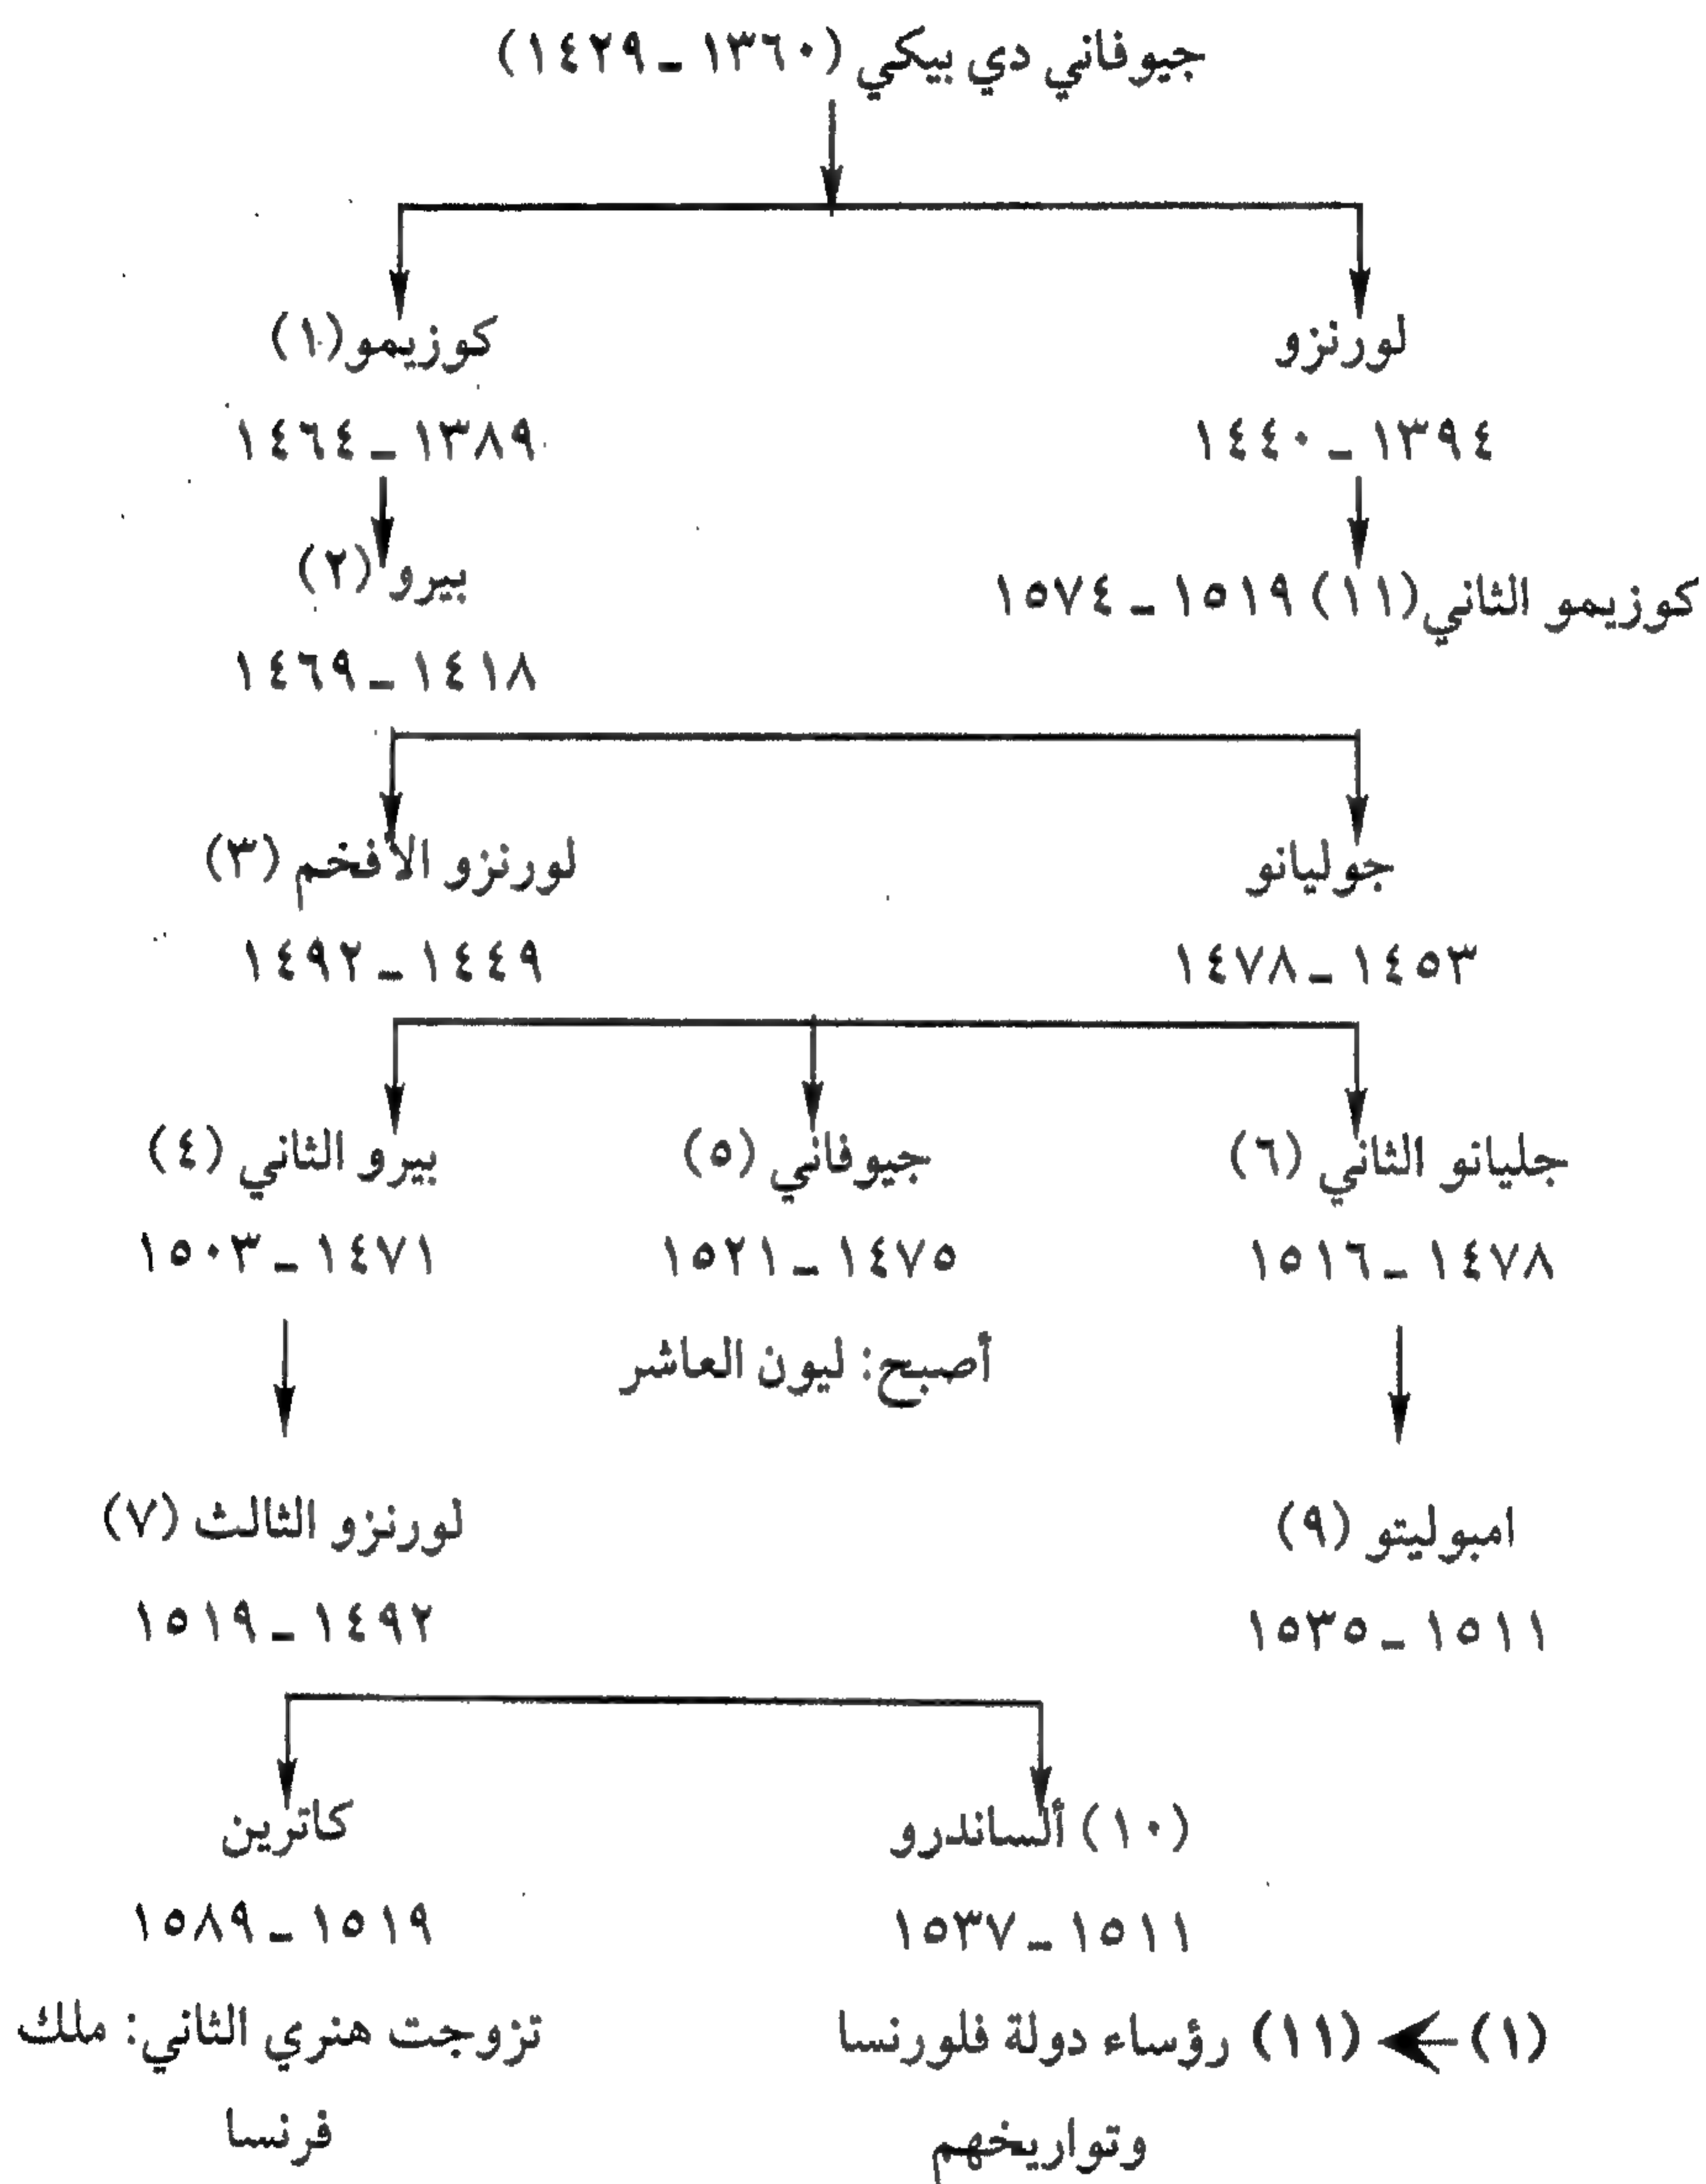 جيوفاني دي بيكي (١٣٦٠ ـ ١٤٢٩)
لورنزو
كوزيمو (١)
١٣٩٤ ـ ١٤٤٠
١٣٨٩ ـ ١٤٦٤
كوزيمو الثاني (١١) ١٥١٩ ـ ١٥٧٤
بيرو (٢)
١٤١٨ ـ ١٤٦٩
جوليانو
لورنزو الأفخم (٣)
١٤٥٣ ـ ١٤٧٨
١٤٤٩ ـ ١٤٩٢
جليانو الثاني (٦)
جيوفاني (٥)
بيرو الثاني (٤)
١٤٧٨ ـ ١٥١٦
١٤٧٥ ـ ١٥٢١
١٤٧١ ـ ١٥٠٣
أصبح: ليون العاشر
امبوليتو (٩)
لورنزو الثالث (٧)
١٥١١ ـ ١٥٣٥
١٤٩٢ ـ ١٥١٩
(١٠) ألساندرو
كاترين
١٥١١ ـ ١٥٣٧
١٥١٩ ـ ١٥٨٩
(١) ← (١١) رؤساء دولة فلورنسا
وتواريخهم
تزوجت هنري الثاني: ملك
فرنسا